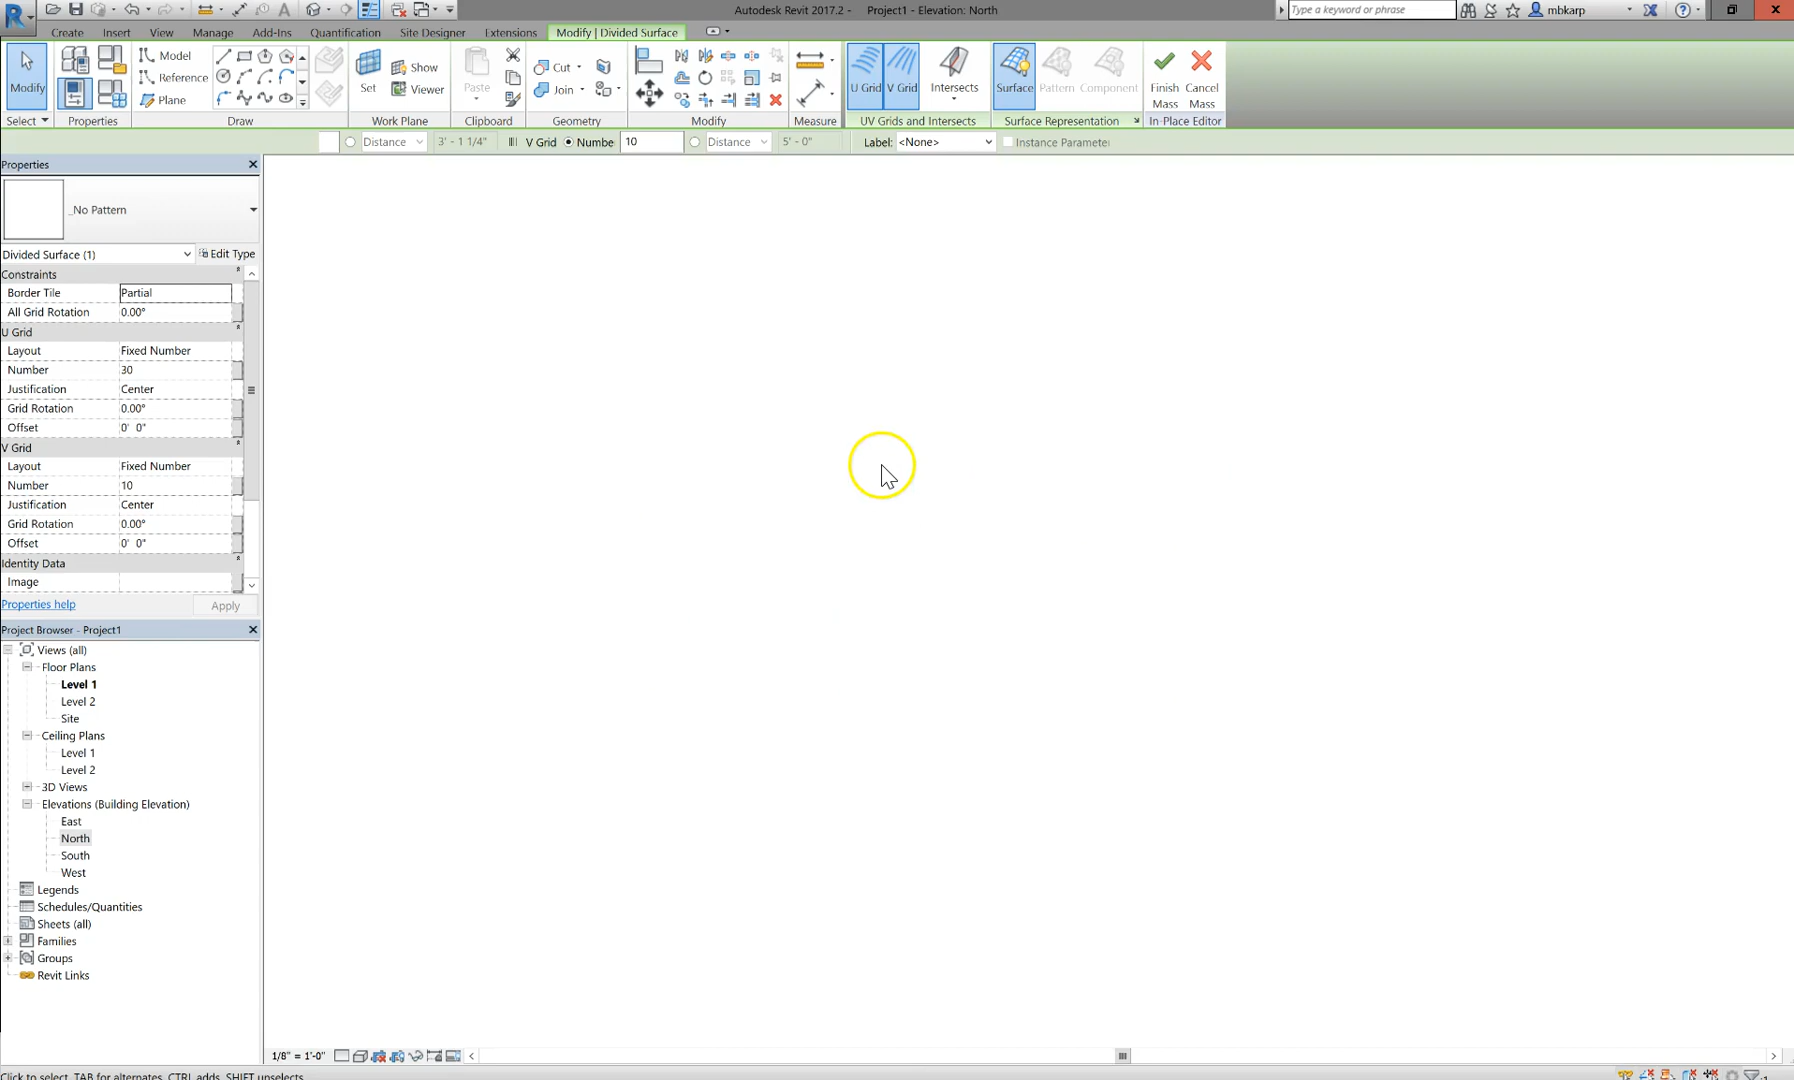 Autodesk Revit 2017.2 - Project1 - Elevation: North
Type a keyword or phrase
mbkarp
Create Insert View Manage Add-Ins Quantification Site Designer Extensions Modify | Divided Surface
Modify
Model
Reference
Plane
Set
Show
Viewer
Paste
Cut
Join
U Grid
V Grid
Intersects
Surface
Pattern
Component
Finish Mass
Cancel Mass
Select Properties Draw Work Plane Clipboard Geometry Modify Measure UV Grids and Intersects Surface Representation In-Place Editor
Distance 3' - 1 1/4" V Grid Numbe 10 Distance 5' - 0" Label: <None> Instance Parameter
Properties
_No Pattern
Divided Surface (1) Edit Type
Constraints
Border Tile Partial
All Grid Rotation 0.00°
U Grid
Layout Fixed Number
Number 30
Justification Center
Grid Rotation 0.00°
Offset 0' 0"
V Grid
Layout Fixed Number
Number 10
Justification Center
Grid Rotation 0.00°
Offset 0' 0"
Identity Data
Image
Properties help Apply
Project Browser - Project1
Views (all)
Floor Plans
Level 1
Level 2
Site
Ceiling Plans
Level 1
Level 2
3D Views
Elevations (Building Elevation)
East
North
South
West
Legends
Schedules/Quantities
Sheets (all)
Families
Groups
Revit Links
1/8" = 1'-0"
Click to select, TAB for alternates, CTRL adds, SHIFT unselects.